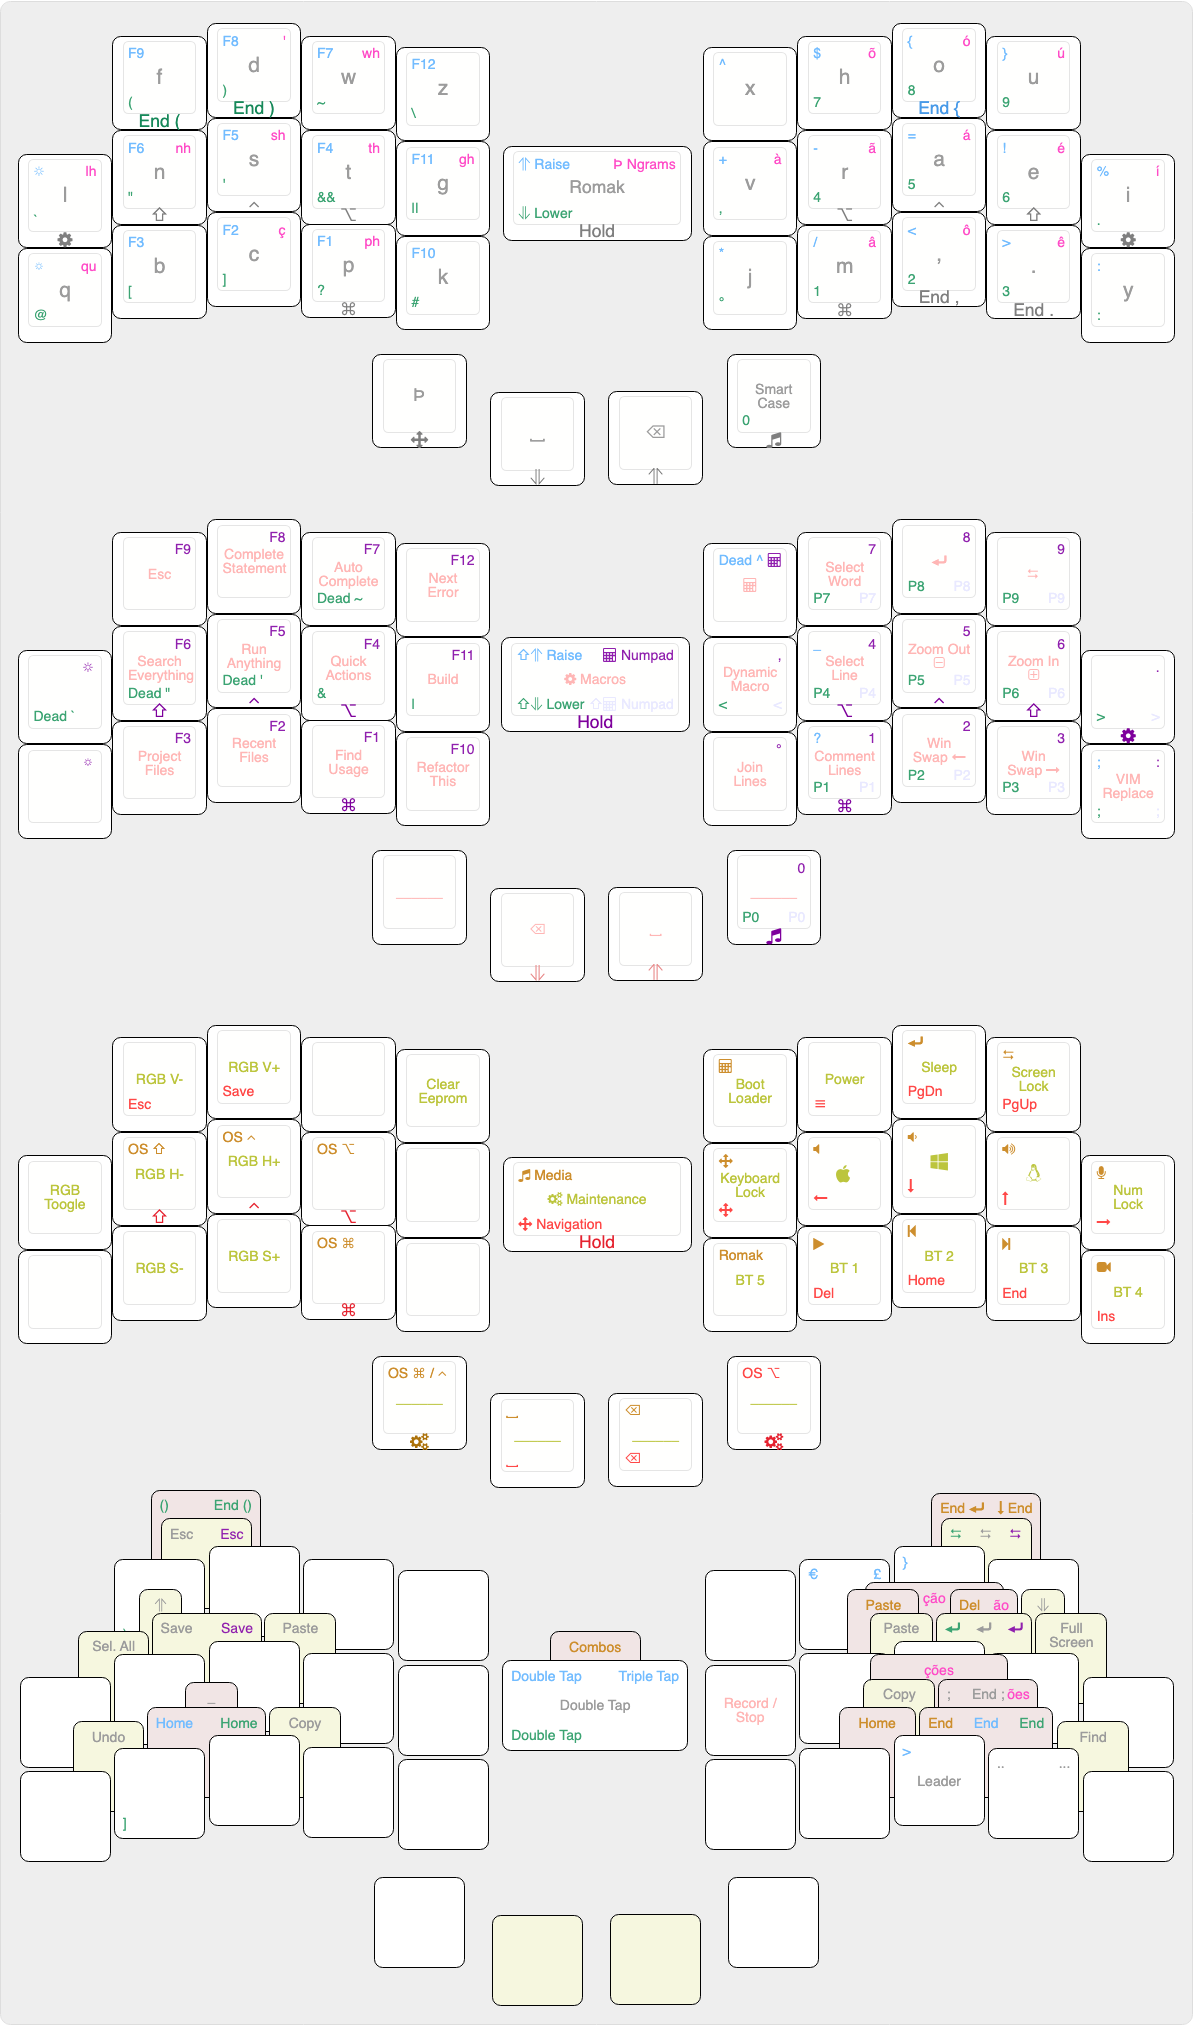 F9 F8 ' F7 wh F12 ^ $ õ { ó } ú
f d w z x h o u
( ) ~ \ 7 8 9
End ( End ) End {
lh F6 nh F5 sh F4 th F11 gh + à - ã = á ! é % í
l n s t g v r a e i
` " ' && || , 4 5 6 .
⇑ Raise Þ Ngrams
Romak
⇓ Lower
Hold
qu F3 F2 ç F1 ph F10 * / â < ô > ê :
q b c p k j m , . y
@ [ ] ? # ° 1 2 3 :
End , End .
Þ Smart
Case
0
F9 F8 F7 F12 Dead ^ 7 8 9
Esc Complete
Statement Auto
Complete Next
Error Select
Word
Dead ~ P7 P7 P8 P8 P9 P9
F6 F5 F4 F11 , _ 4 5 6 .
Search
Everything Run
Anything Quick
Actions Build Dynamic
Macro Select
Line Zoom Out Zoom In
Dead ` Dead " Dead ' & | < < P4 P4 P5 P5 P6 P6 > >
⇧⇑ Raise Numpad
Macros
⇧⇓ Lower ⇧ Numpad
Hold
F3 F2 F1 F10 ° ? 1 2 3 ; :
Project
Files Recent
Files Find
Usage Refactor
This Join
Lines Comment
Lines Win
Swap ← Win
Swap → VIM
Replace
P1 P1 P2 P2 P3 P3 ; ;
0
P0 P0
RGB V- RGB V+ Clear
Eeprom Boot
Loader Power Sleep Screen
Lock
Esc Save ≡ PgDn PgUp
OS ⇧ OS ^ OS ⌥
RGB
Toogle RGB H- RGB H+ Keyboard
Lock Num
Lock
← ↓ ↑ →
Media
Maintenance
Navigation
Hold
OS ⌘ Romak
RGB S- RGB S+ BT 5 BT 1 BT 2 BT 3 BT 4
Del Home End Ins
OS ⌘ / ^ OS ⌥
() End () End ↵ ↓ End
Esc Esc ⇆ ⇆ ⇆
€ £ }
⇑ Paste ção Del ão ⇓
Sel. All Save Save Paste Paste ↵ ↵ ↵ Full
Screen
Combos
Double Tap Triple Tap
Double Tap
Double Tap
Record /
Stop
ções
_ Copy ; End ; ões
Undo Home Home Copy Home End End End Find
] > Leader .. ...